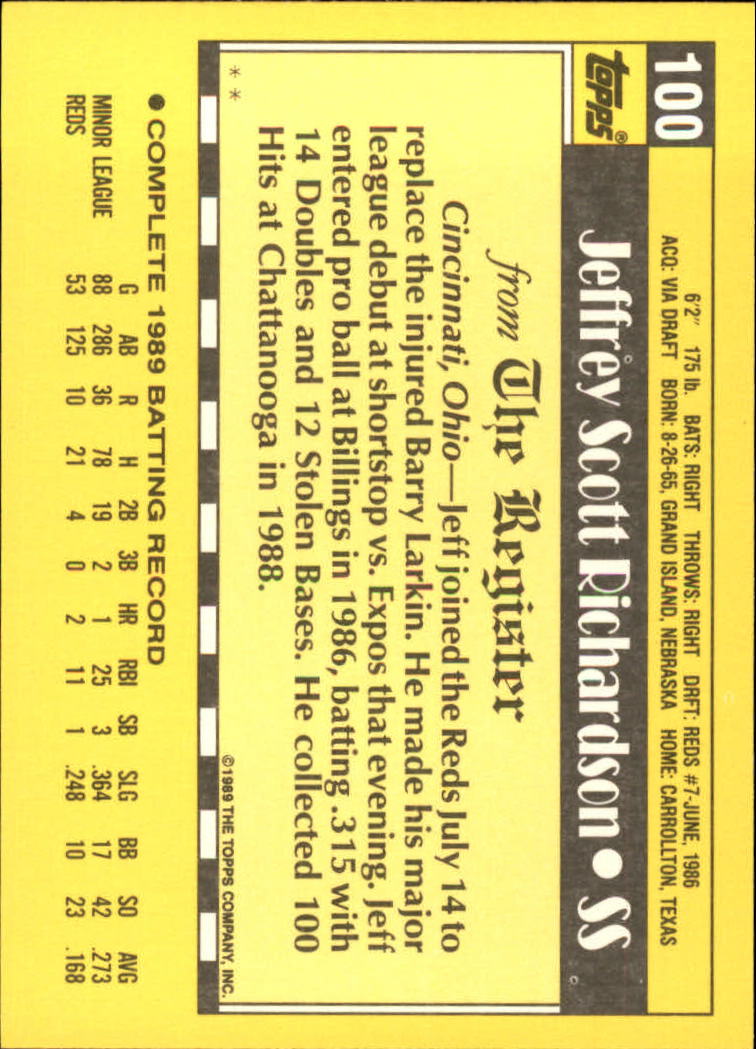 100
topps®
6'2" 175 lb. BATS: RIGHT THROWS: RIGHT DRFT: REDS #7-JUNE, 1986
ACQ: VIA DRAFT BORN: 8-26-65, GRAND ISLAND, NEBRASKA HOME: CARROLLTON, TEXAS
Jeffrey Scott Richardson • SS
from The Register
Cincinnati, Ohio—Jeff joined the Reds July 14 to
replace the injured Barry Larkin. He made his major
league debut at shortstop vs. Expos that evening. Jeff
entered pro ball at Billings in 1986, batting .315 with
14 Doubles and 12 Stolen Bases. He collected 100
Hits at Chattanooga in 1988.
* *
©1989 THE TOPPS COMPANY, INC.
• COMPLETE 1989 BATTING RECORD
G AB R H 2B 3B HR RBI SB SLG BB SO AVG
MINOR LEAGUE 88 286 36 78 19 2 1 25 3 .364 17 42 .273
REDS 53 125 10 21 4 0 2 11 1 .248 10 23 .168